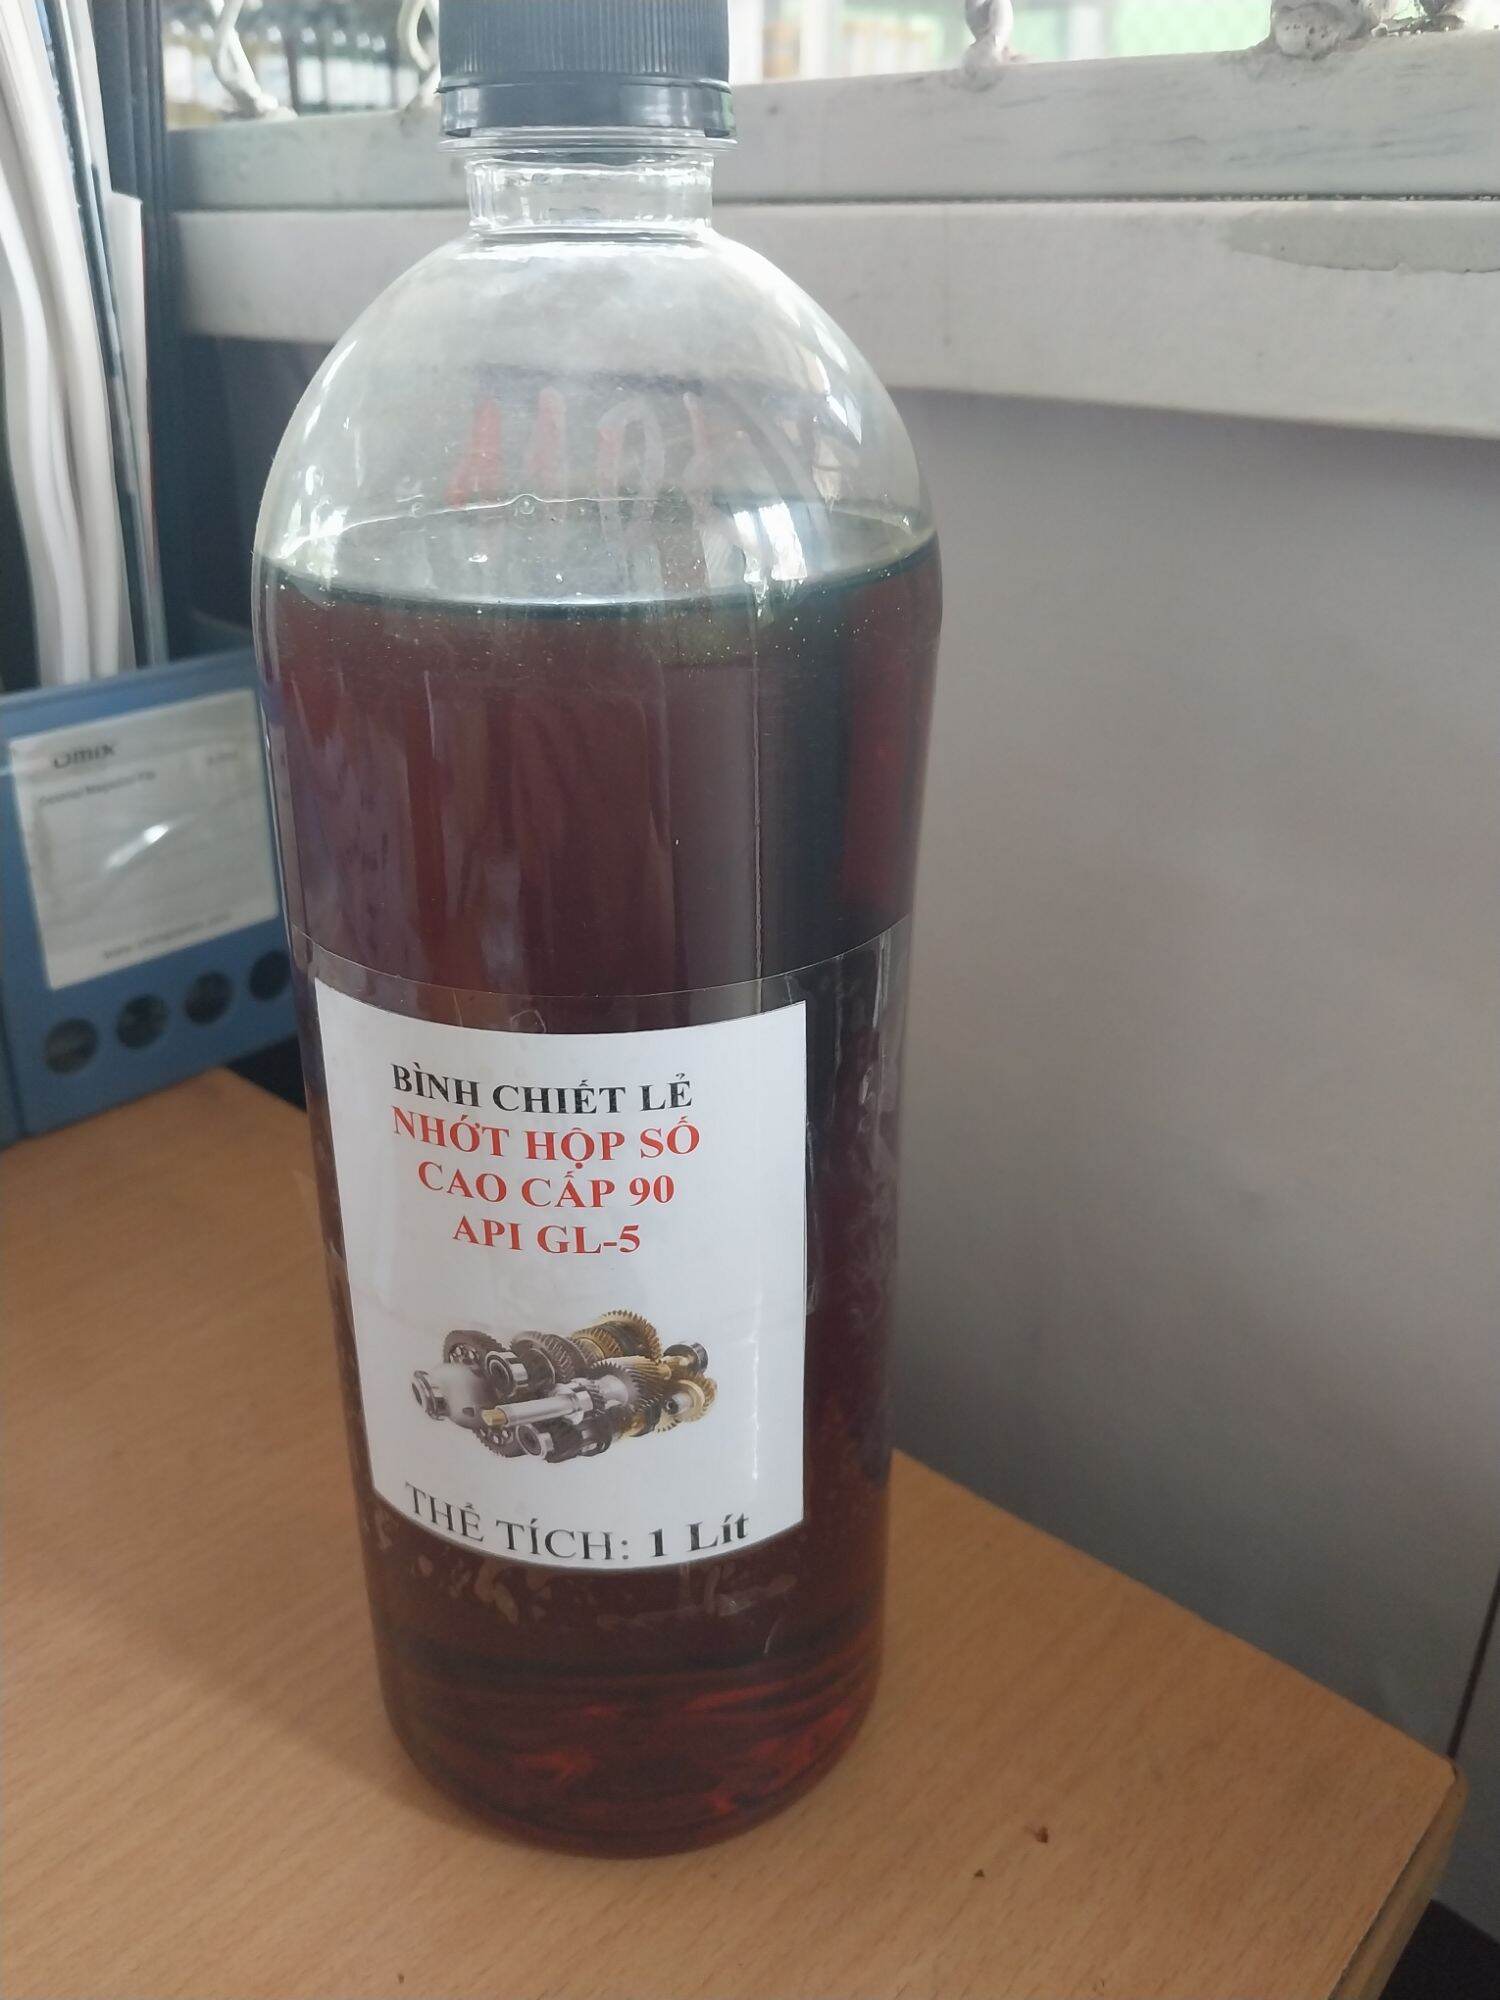 BÌNH CHIẾT LẺ
NHỚT HỘP SỐ
CAO CẤP 90
API GL-5
THỂ TÍCH: 1 Lít